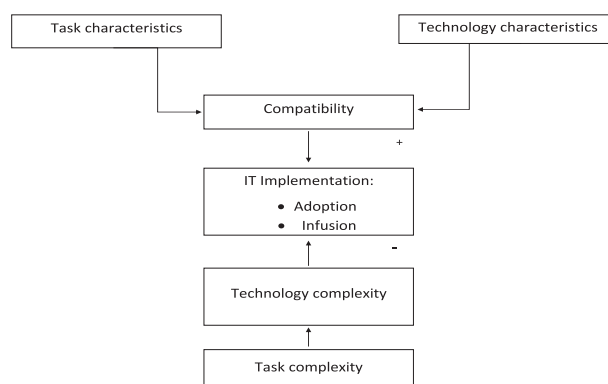 Task characteristics
Technology characteristics
Compatibility
+
IT Implementation:
● Adoption
● Infusion
-
Technology complexity
Task complexity